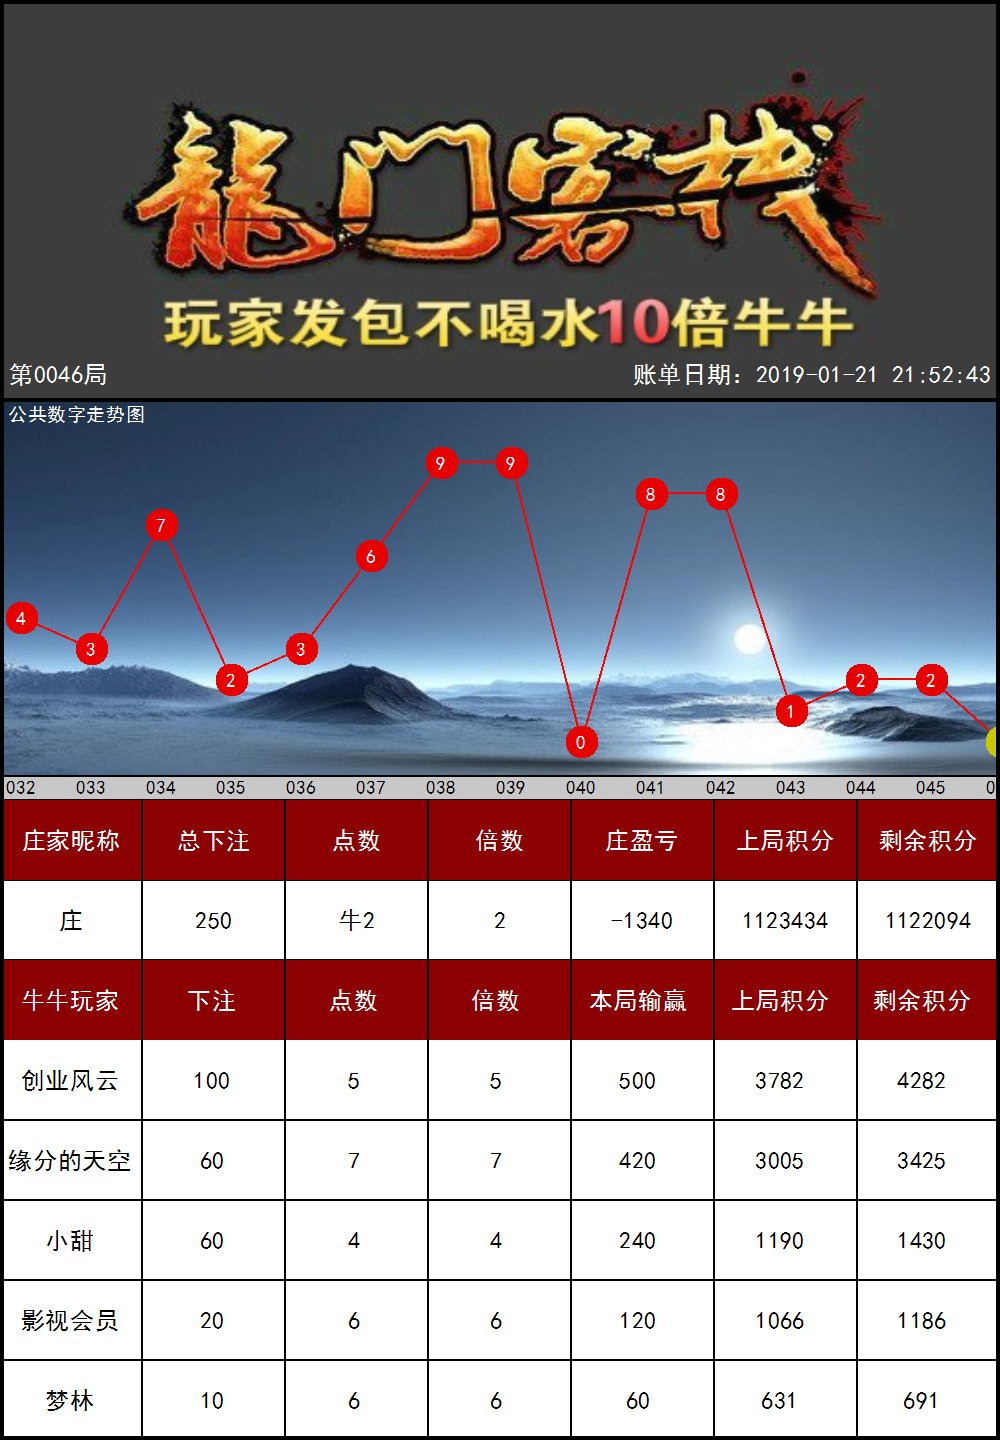 龍门客栈
玩家发包不喝水10倍牛牛
第0046局 账单日期：2019-01-21 21:52:43
公共数字走势图
4 3 7 2 3 6 9 9 0 8 8 1 2 2
032 033 034 035 036 037 038 039 040 041 042 043 044 045 0
庄家昵称 总下注 点数 倍数 庄盈亏 上局积分 剩余积分
庄 250 牛2 2 -1340 1123434 1122094
牛牛玩家 下注 点数 倍数 本局输赢 上局积分 剩余积分
创业风云 100 5 5 500 3782 4282
缘分的天空 60 7 7 420 3005 3425
小甜 60 4 4 240 1190 1430
影视会员 20 6 6 120 1066 1186
梦林 10 6 6 60 631 691